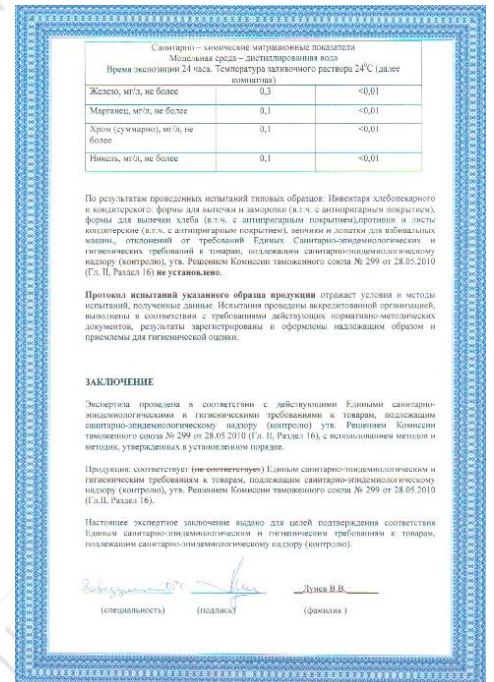 Санитарно – химические миграционные показатели
Модельная среда – дистиллированная вода
Время экспозиции 24 часа. Температура заливочного раствора 24⁰С (далее
комнатная)
Железо, мг/л, не более 0,3 <0,01
Марганец, мг/л, не более 0,1 <0,01
Хром (суммарно), мг/л, не
более 0,1 <0,01
Никель, мг/л, не более 0,1 <0,01
По результатам проведенных испытаний типовых образцов: Инвентаря хлебопекарного
и кондитерского: формы для выпечки и заморозки (в.т.ч. с антипригарным покрытием),
формы для выпечки хлеба (в.т.ч. с антипригарным покрытием),противни и листы
кондитерские (в.т.ч. с антипригарным покрытием), венчики и лопатки для взбивальных
машин,, отклонений от требований Единых Санитарно-эпидемиологических и
гигиенических требований к товарам, подлежащим санитарно-эпидемиологическому
надзору (контролю), утв. Решением Комиссии таможенного союза № 299 от 28.05.2010
(Гл. II, Раздел 16) не установлено.
Протокол испытаний указанного образца продукции отражает условия и методы
испытаний, полученные данные. Испытания проведены аккредитованной организацией,
выполнены в соответствии с требованиями действующих нормативно-методических
документов, результаты зарегистрированы и оформлены надлежащим образом и
приемлемы для гигиенической оценки.
ЗАКЛЮЧЕНИЕ
Экспертиза проведена в соответствии с действующими Едиными санитарно-
эпидемиологическими и гигиеническими требованиями к товарам, подлежащим
санитарно-эпидемиологическому надзору (контролю) утв. Решением Комиссии
таможенного союза № 299 от 28.05.2010 (Гл. II, Раздел 16), с использованием методов и
методик, утвержденных в установленном порядке.
Продукция: соответствует (не соответствует) Единым санитарно-эпидемиологическим и
гигиеническим требованиям к товарам, подлежащим санитарно-эпидемиологическому
надзору (контролю), утв. Решением Комиссии таможенного союза № 299 от 28.05.2010
(Гл.II, Раздел 16).
Настоящее экспертное заключение выдано для целей подтверждения соответствия
Единым санитарно-эпидемиологическим и гигиеническим требованиям к товарам,
подлежащим санитарно-эпидемиологическому надзору (контролю).
Лунев В.В.
(специальность) (подпись) (фамилия )